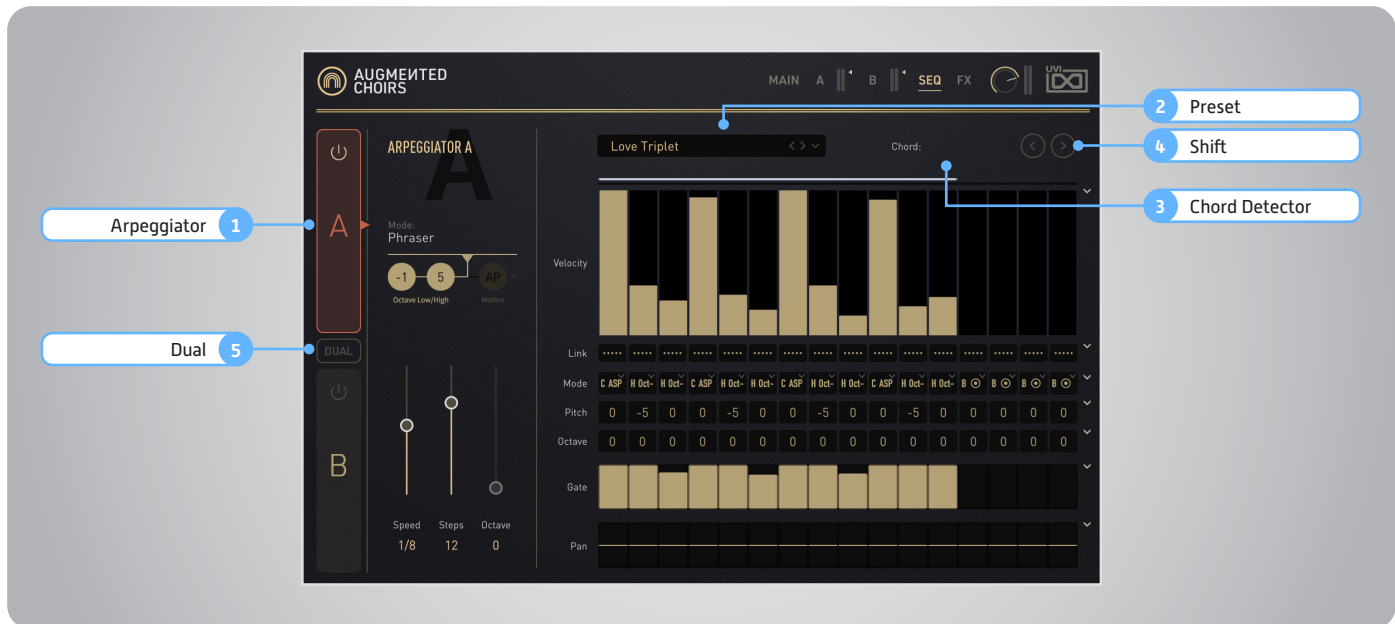 AUGMENTED
CHOIRS
MAIN A B SEQ FX
UVI
2 Preset
4 Shift
3 Chord Detector
Arpeggiator 1
Dual 5
A
DUAL
B
ARPEGGIATOR A
A
Mode:
Phraser
-1 5 AP
Octave Low/High Motion
Speed Steps Octave
1/8 12 0
Love Triplet < > Chord: < >
Velocity
Link
Mode C ASP H Oct- H Oct- C ASP H Oct- H Oct- C ASP H Oct- H Oct- C ASP H Oct- H Oct- B B B B
Pitch 0 -5 0 0 -5 0 0 -5 0 0 -5 0 0 0 0 0
Octave 0 0 0 0 0 0 0 0 0 0 0 0 0 0 0 0
Gate
Pan